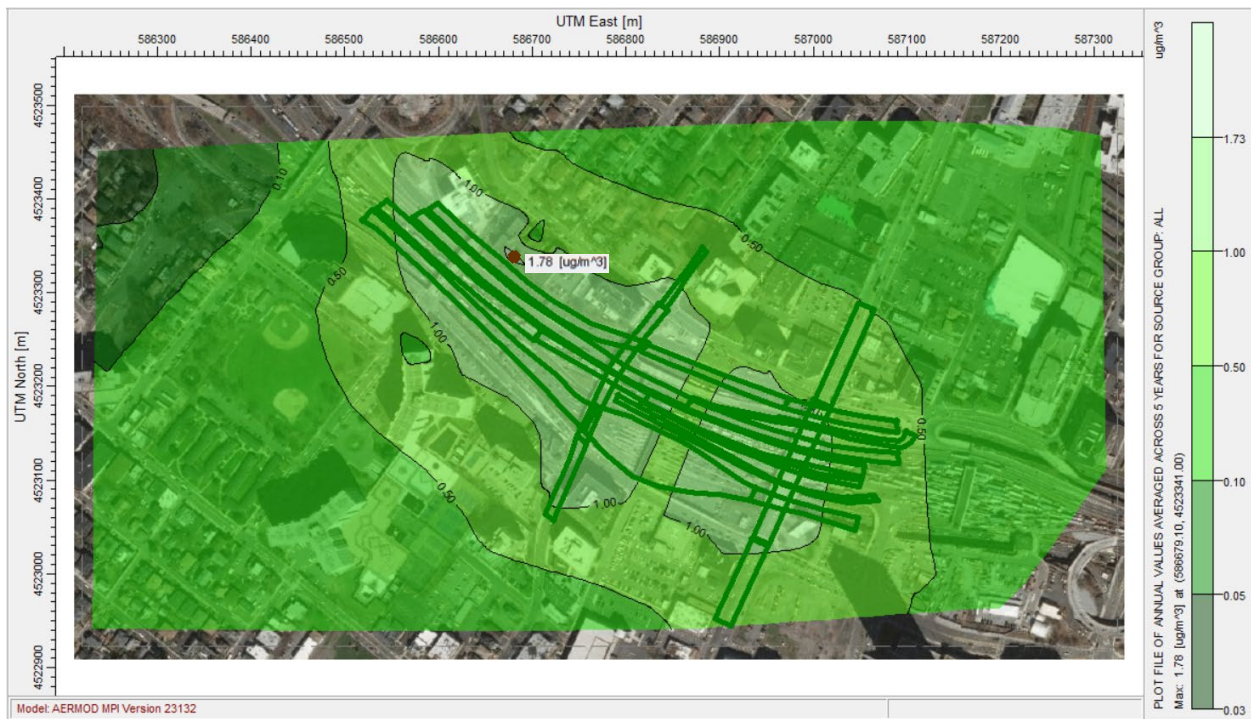 UTM East [m]
586300 586400 586500 586600 586700 586800 586900 587000 587100 587200 587300
UTM North [m]
4523500
4523400
4523300
4523200
4523100
4523000
4522900
0.10
1.00
0.50
1.78 [ug/m^3]
0.50
1.00
0.50
0.50
1.00
1.00
ug/m^3
1.73
1.00
0.50
0.10
0.05
0.03
PLOT FILE OF ANNUAL VALUES AVERAGED ACROSS 5 YEARS FOR SOURCE GROUP: ALL
Max: 1.78 [ug/m^3] at (586679.10, 4523341.00)
Model: AERMOD MPI Version 23132